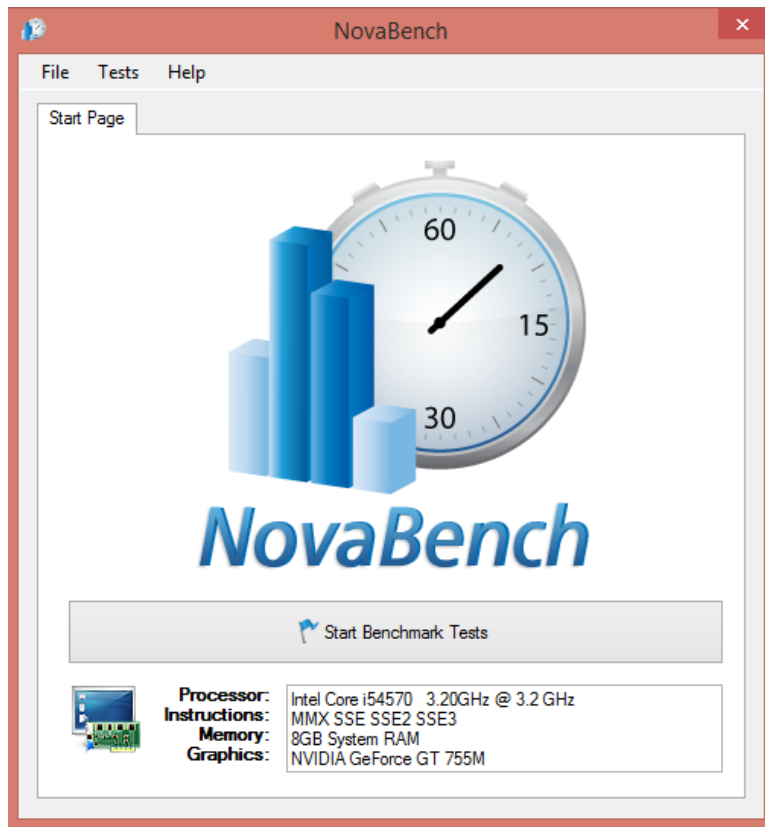 NovaBench
File Tests Help
Start Page
60
15
30
NovaBench
Start Benchmark Tests
Processor: Intel Core i54570 3.20GHz @ 3.2 GHz
Instructions: MMX SSE SSE2 SSE3
Memory: 8GB System RAM
Graphics: NVIDIA GeForce GT 755M